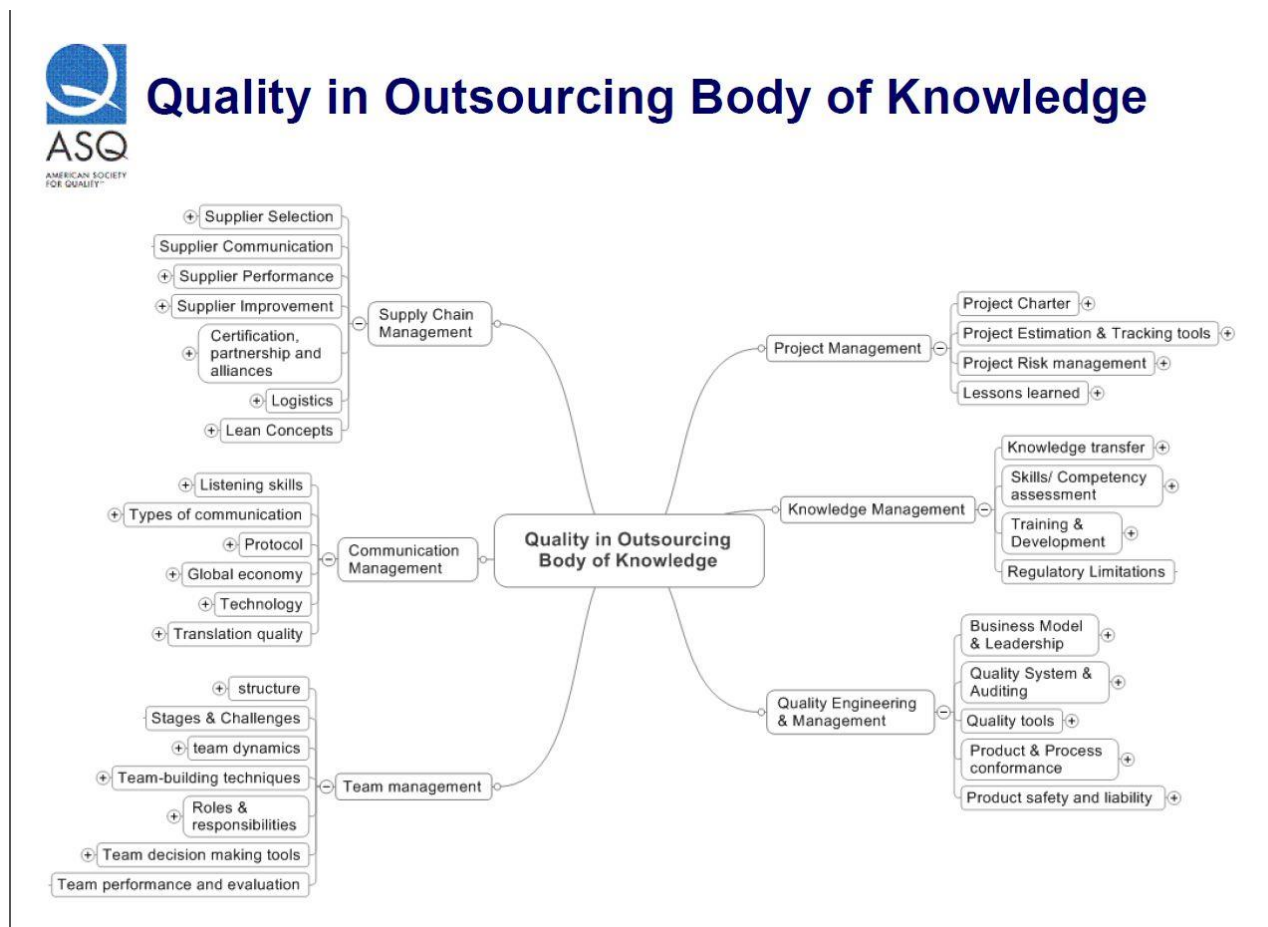 Quality in Outsourcing Body of Knowledge
ASQ
AMERICAN SOCIETY
FOR QUALITY™
Supplier Selection
Supplier Communication
Supplier Performance
Supplier Improvement
Certification,
partnership and
alliances
Logistics
Lean Concepts
Supply Chain
Management
Listening skills
Types of communication
Protocol
Global economy
Technology
Translation quality
Communication
Management
structure
Stages & Challenges
team dynamics
Team-building techniques
Roles &
responsibilities
Team decision making tools
Team performance and evaluation
Team management
Quality in Outsourcing
Body of Knowledge
Project Management
Project Charter
Project Estimation & Tracking tools
Project Risk management
Lessons learned
Knowledge Management
Knowledge transfer
Skills/ Competency
assessment
Training &
Development
Regulatory Limitations
Quality Engineering
& Management
Business Model
& Leadership
Quality System &
Auditing
Quality tools
Product & Process
conformance
Product safety and liability